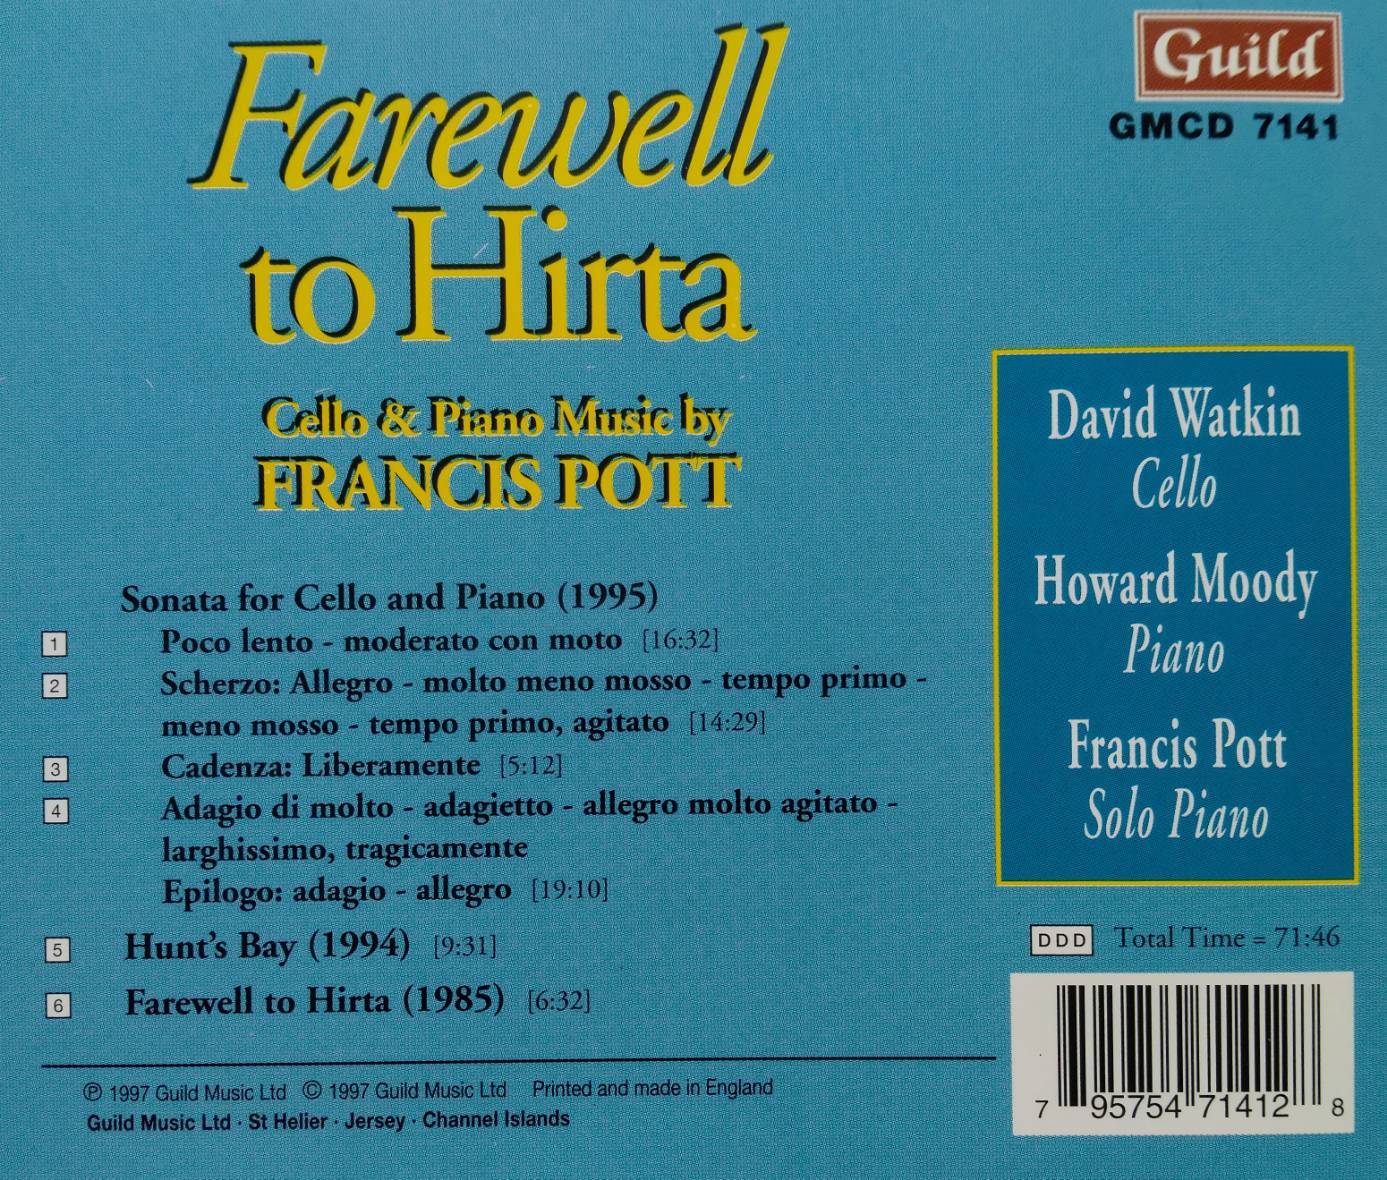 Farewell
to Hirta
Cello & Piano Music by
FRANCIS POTT
Guild
GMCD 7141
Sonata for Cello and Piano (1995)
1 Poco lento - moderato con moto [16:32]
2 Scherzo: Allegro - molto meno mosso - tempo primo -
meno mosso - tempo primo, agitato [14:29]
3 Cadenza: Liberamente [5:12]
4 Adagio di molto - adagietto - allegro molto agitato -
larghissimo, tragicamente
Epilogo: adagio - allegro [19:10]
5 Hunt's Bay (1994) [9:31]
6 Farewell to Hirta (1985) [6:32]
David Watkin
Cello
Howard Moody
Piano
Francis Pott
Solo Piano
DDD Total Time = 71:46
7 95754 71412 8
℗ 1997 Guild Music Ltd © 1997 Guild Music Ltd Printed and made in England
Guild Music Ltd · St Helier · Jersey · Channel Islands